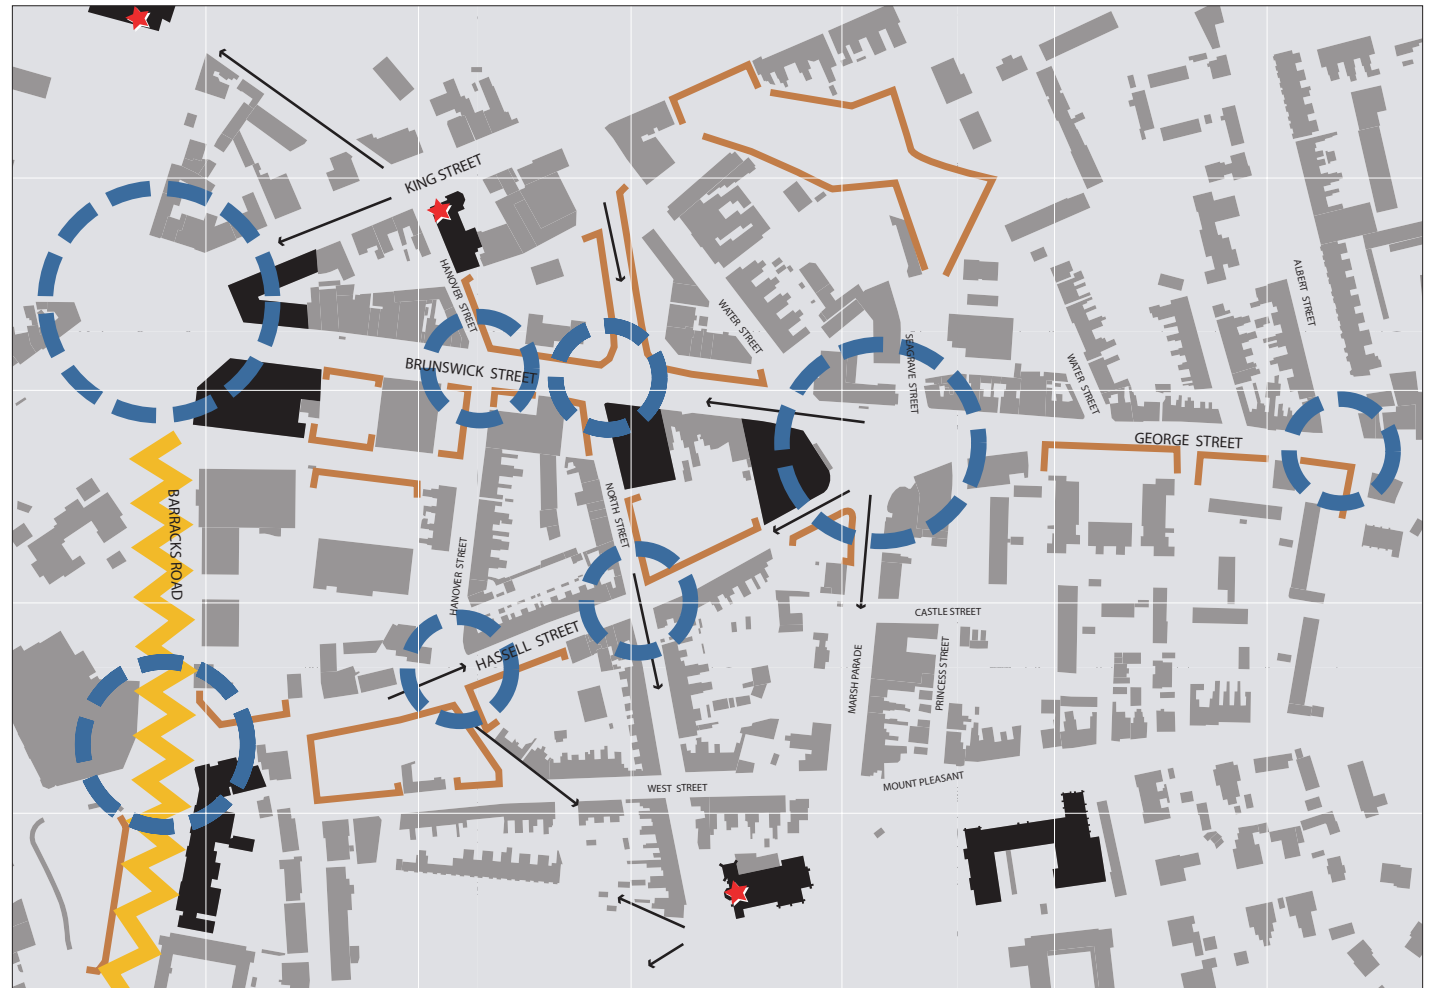 KING STREET
HANOVER STREET
ALBERT STREET
WATER STREET
SEAGRAVE STREET
BRUNSWICK STREET
WATER STREET
GEORGE STREET
BARRACKS ROAD
NORTH STREET
HANOVER STREET
CASTLE STREET
HASSELL STREET
MARSH PARADE
PRINCESS STREET
MOUNT PLEASANT
WEST STREET